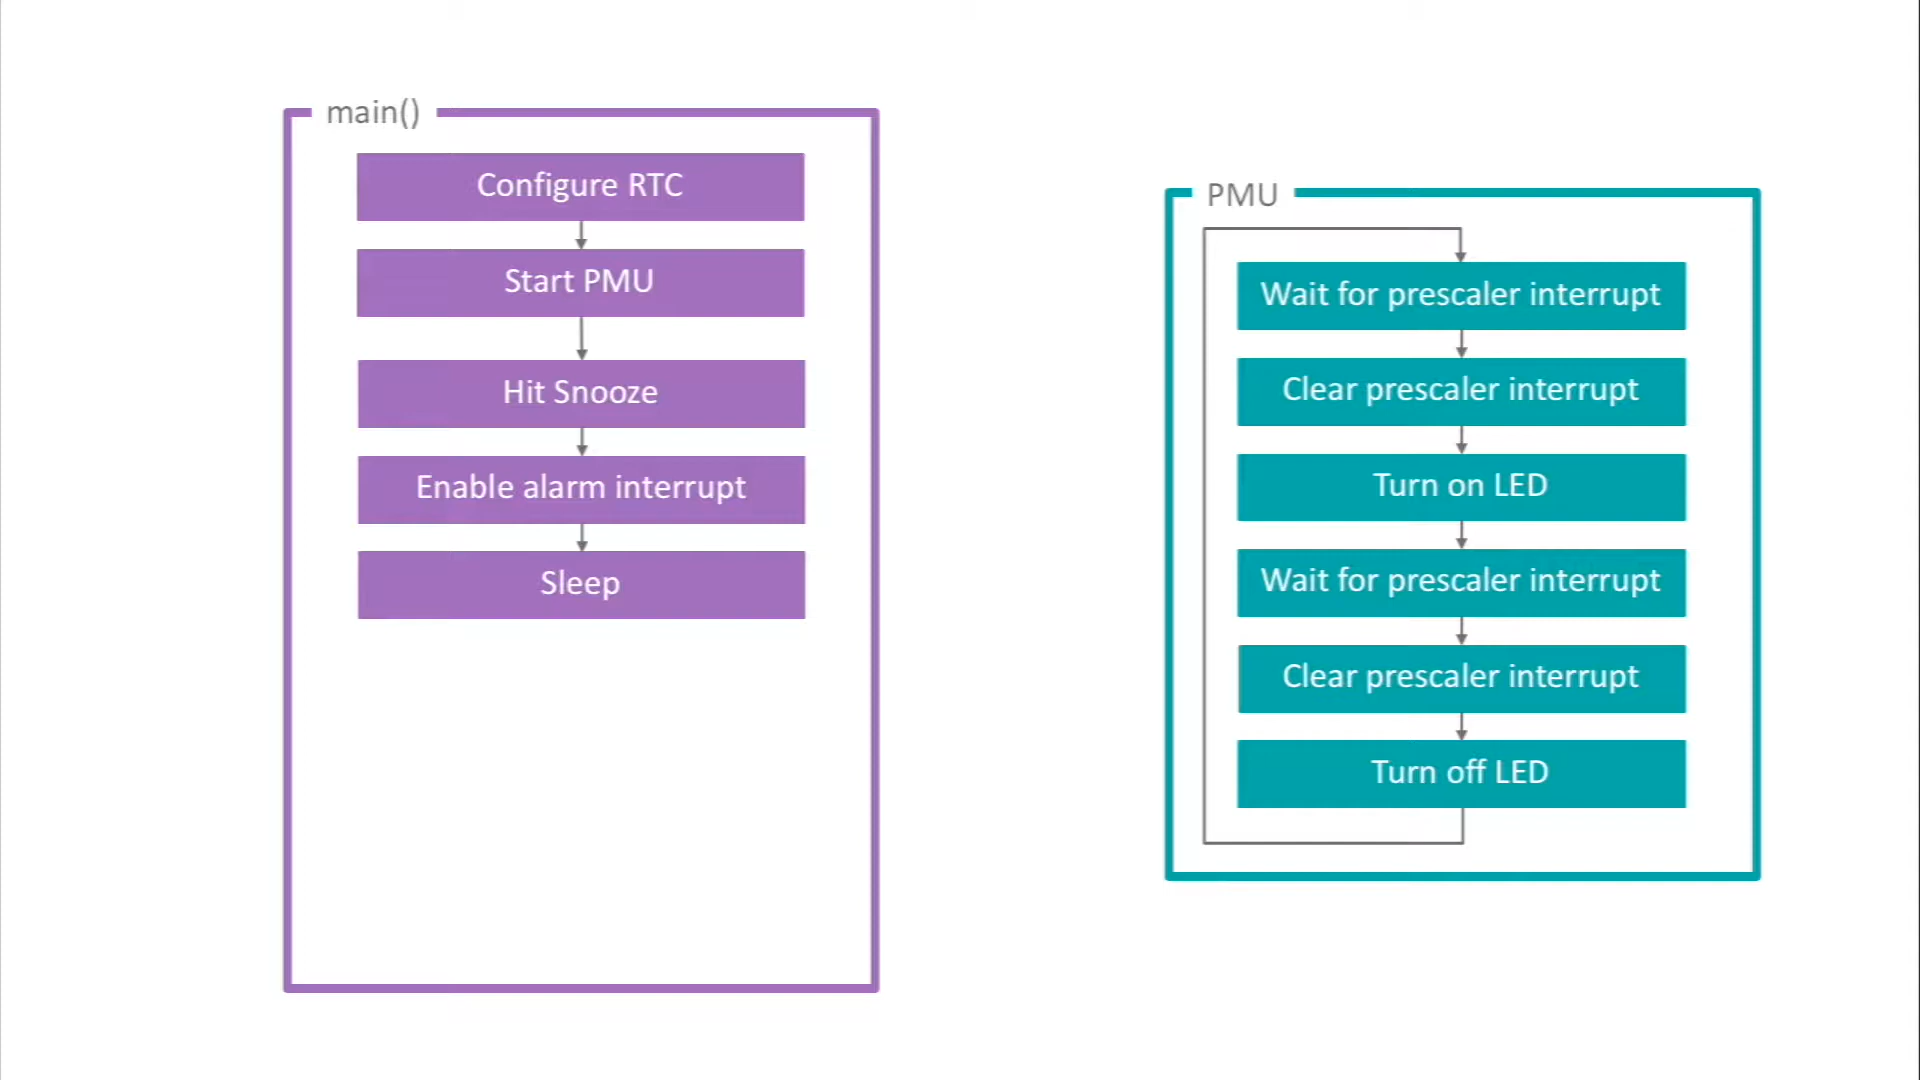 main()
Configure RTC
Start PMU
Hit Snooze
Enable alarm interrupt
Sleep
PMU
Wait for prescaler interrupt
Clear prescaler interrupt
Turn on LED
Wait for prescaler interrupt
Clear prescaler interrupt
Turn off LED